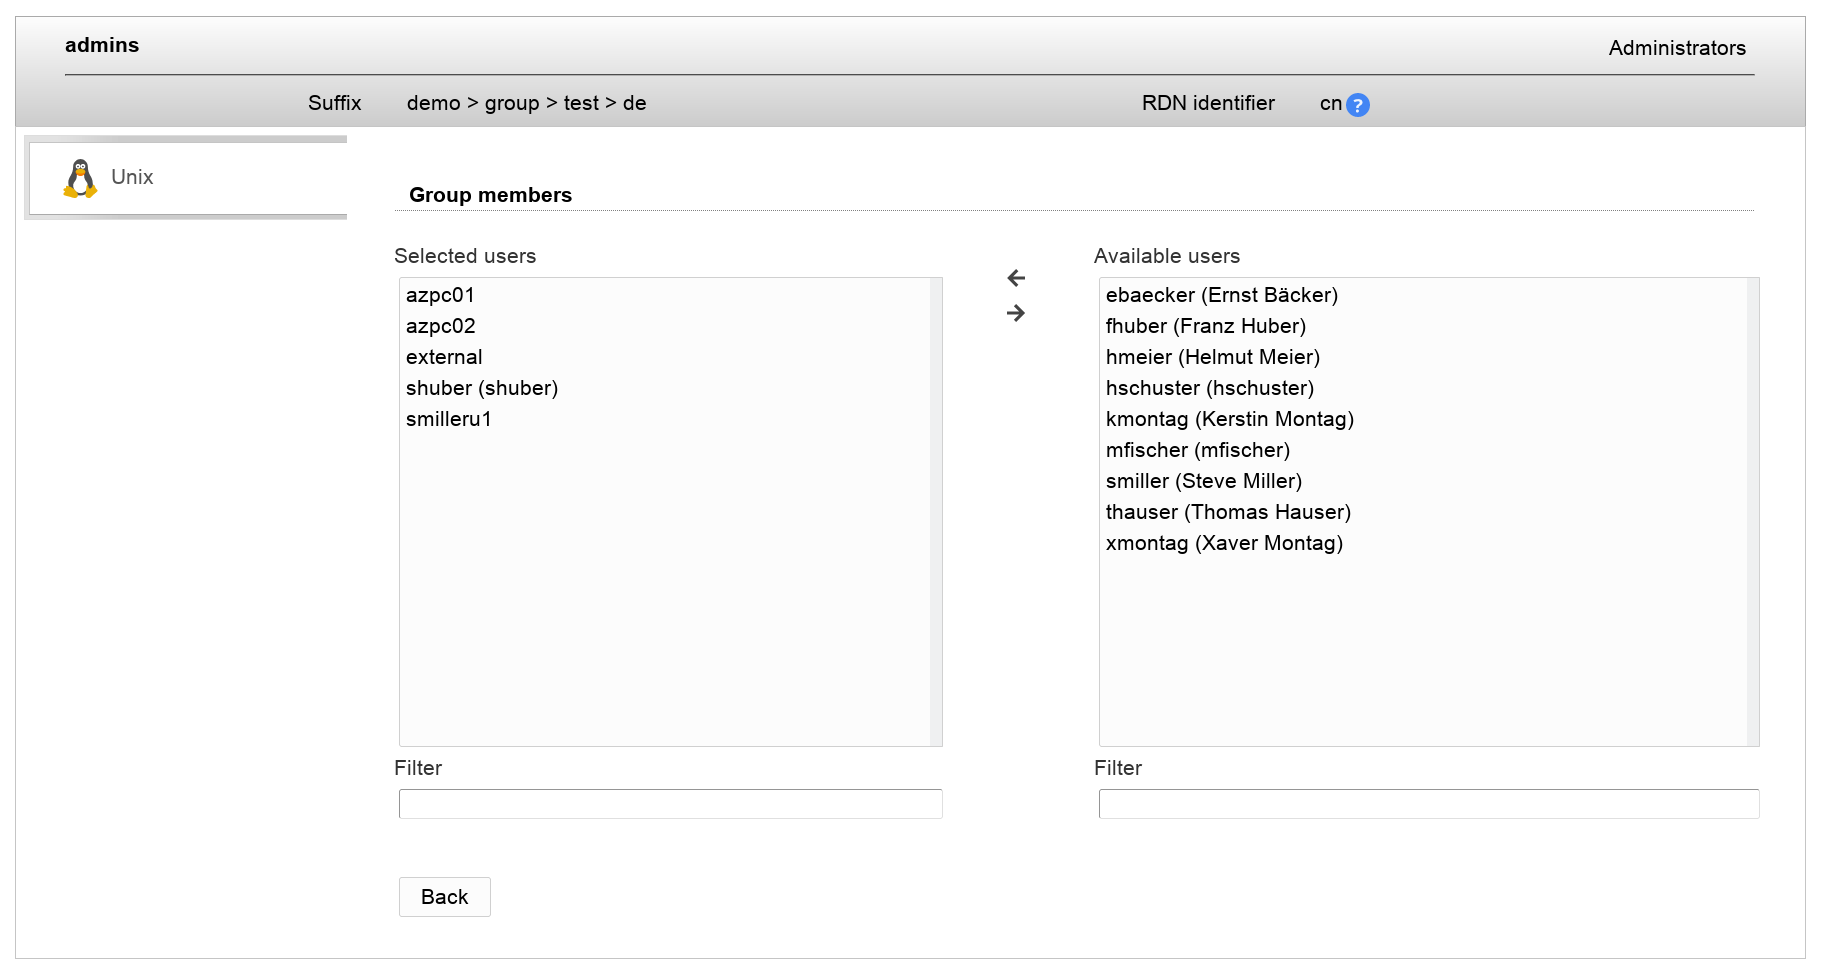 admins
Administrators
Suffix demo > group > test > de RDN identifier cn ?
Unix
Group members
Selected users
azpc01
azpc02
external
shuber (shuber)
smilleru1
Filter
Available users
ebaecker (Ernst Bäcker)
fhuber (Franz Huber)
hmeier (Helmut Meier)
hschuster (hschuster)
kmontag (Kerstin Montag)
mfischer (mfischer)
smiller (Steve Miller)
thauser (Thomas Hauser)
xmontag (Xaver Montag)
Filter
Back